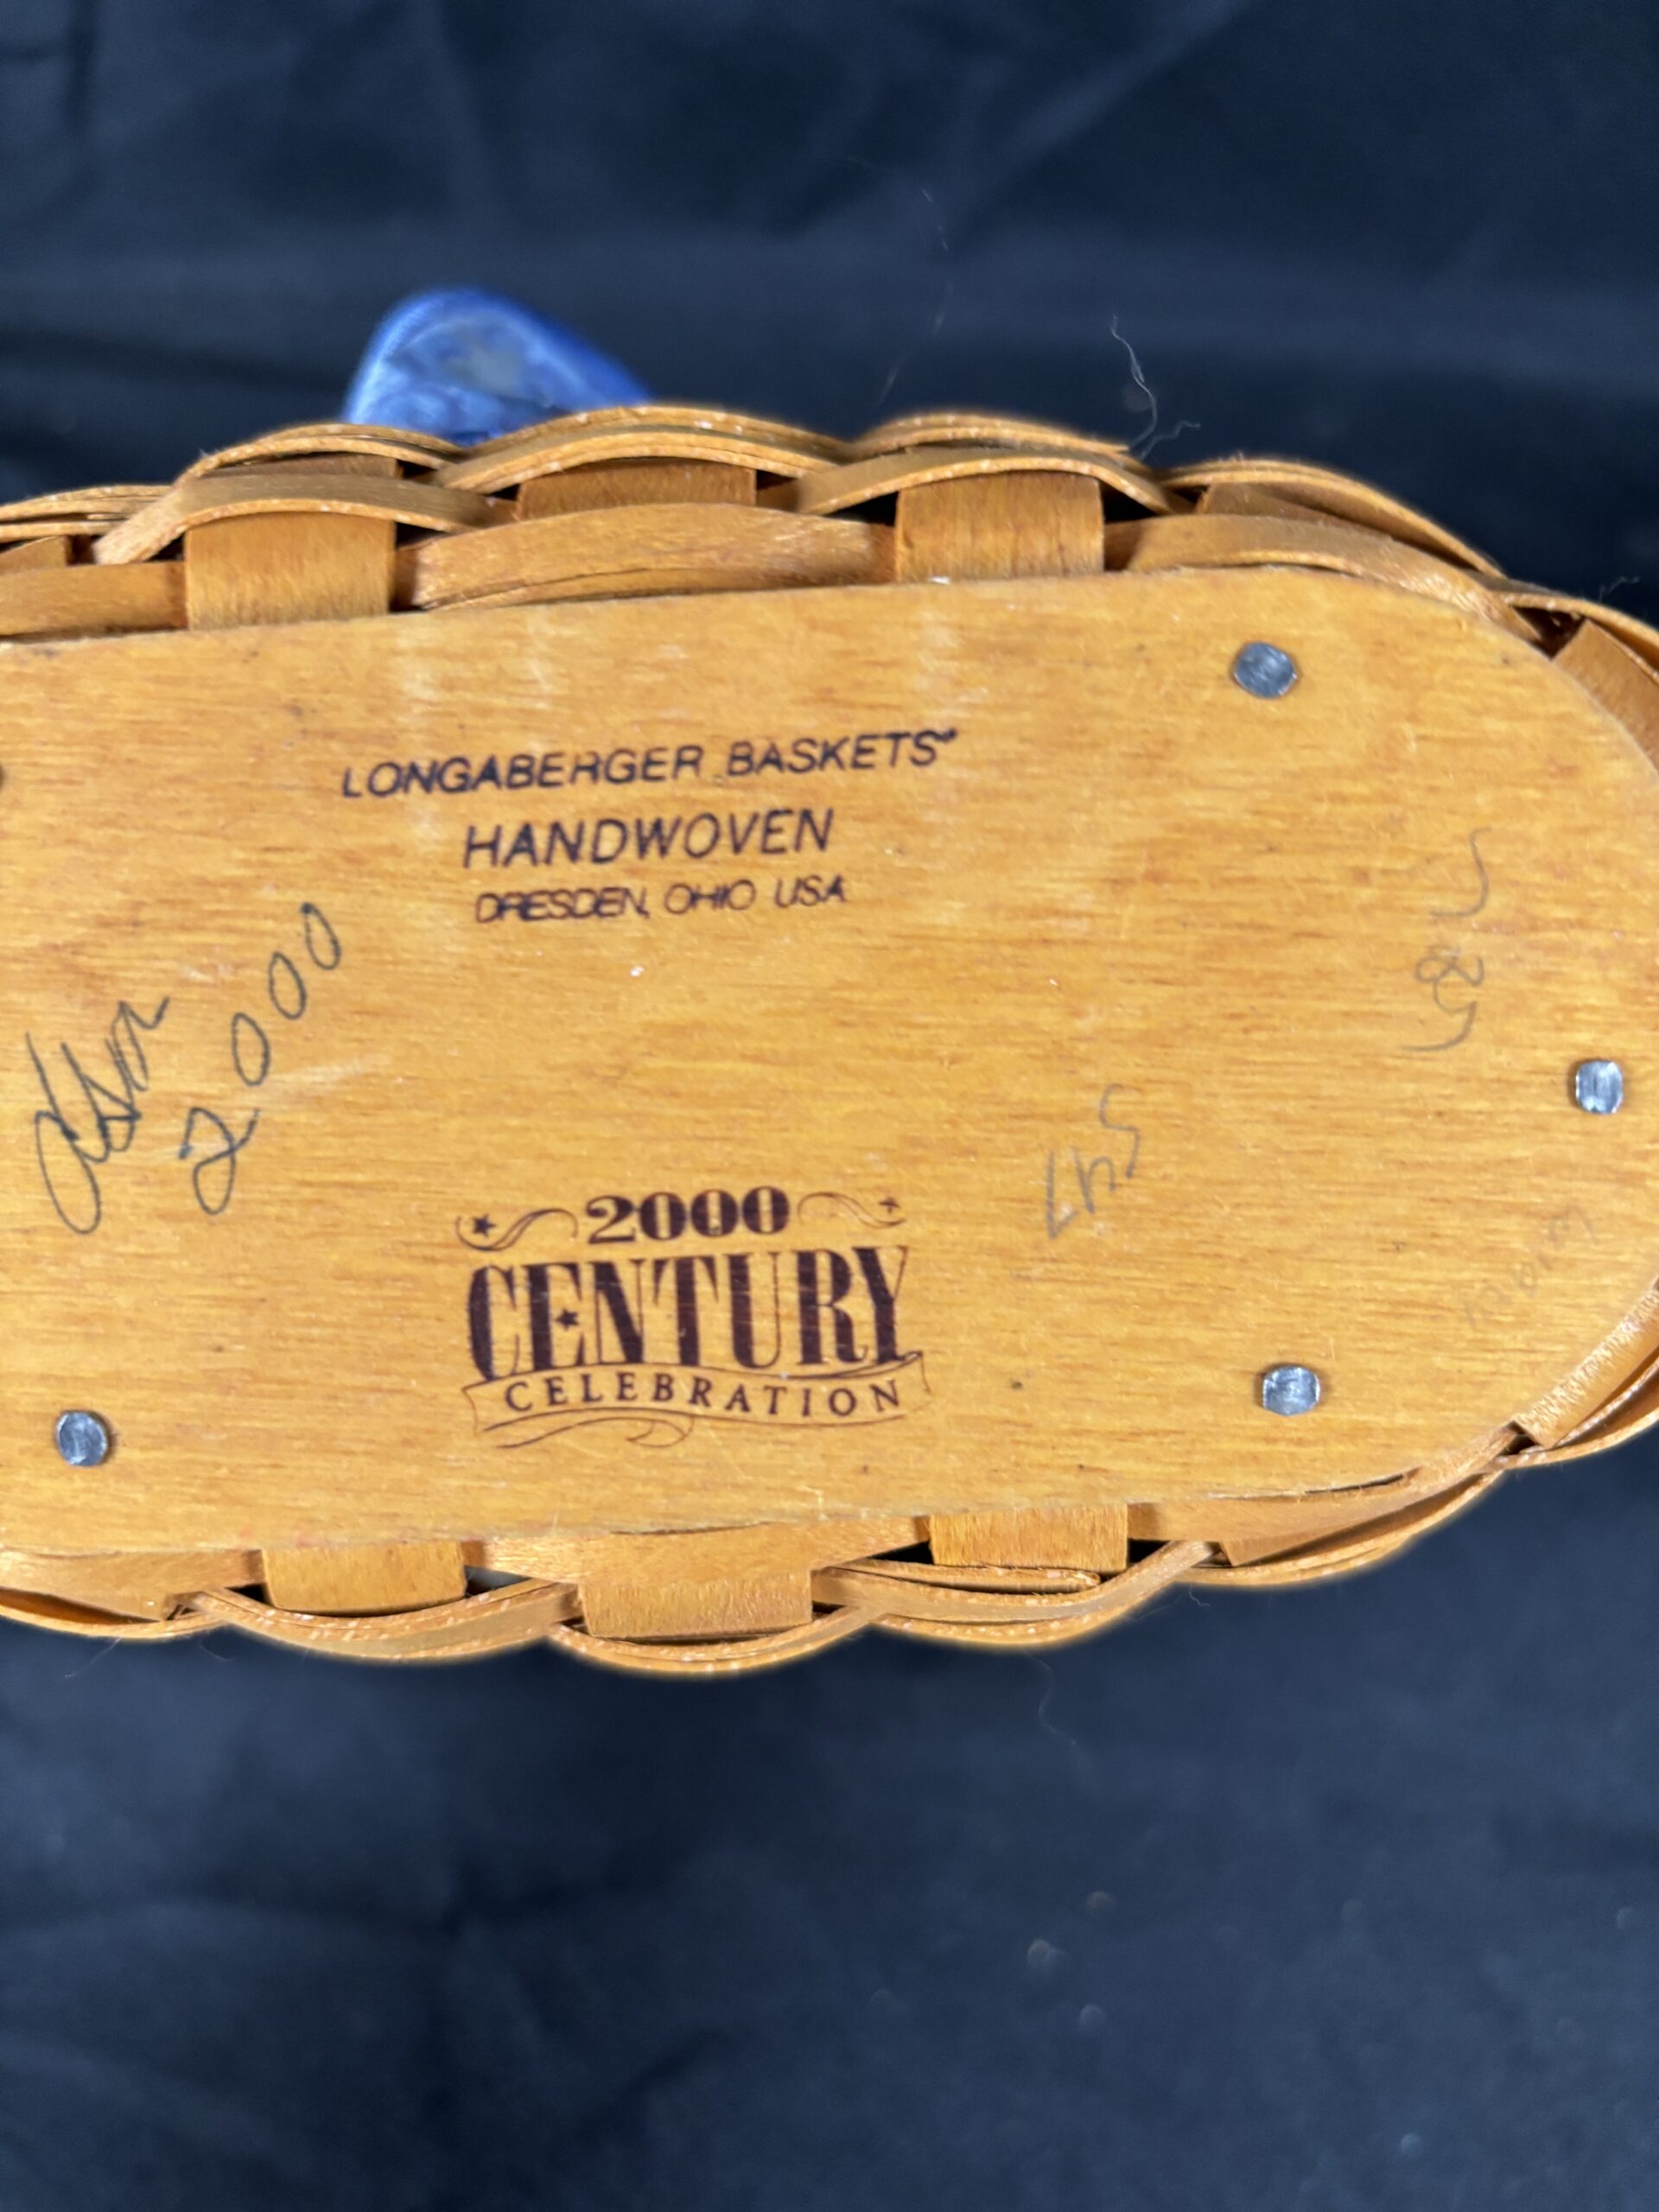 LONGABERGER BASKETS®
HANDWOVEN
DRESDEN, OHIO USA
2000
547
2000
CENTURY
CELEBRATION